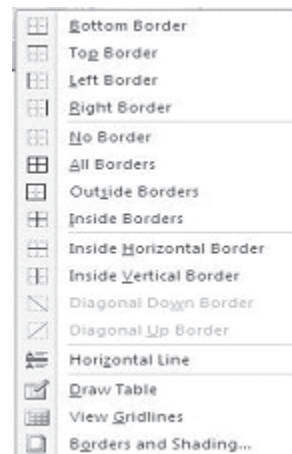 Bottom Border
Top Border
Left Border
Right Border
No Border
All Borders
Outside Borders
Inside Borders
Inside Horizontal Border
Inside Vertical Border
Diagonal Down Border
Diagonal Up Border
Horizontal Line
Draw Table
View Gridlines
Borders and Shading...